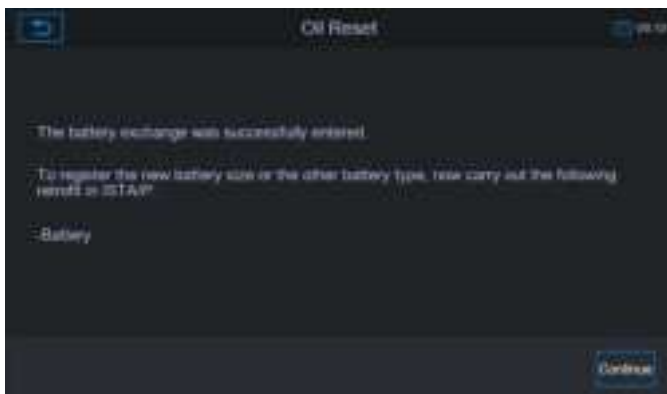 Oil Reset
The battery exchange was successfully entered.
To register the new battery size or the other battery type, now carry out the following
retrofit in ISTA/P
-Battery
Continue